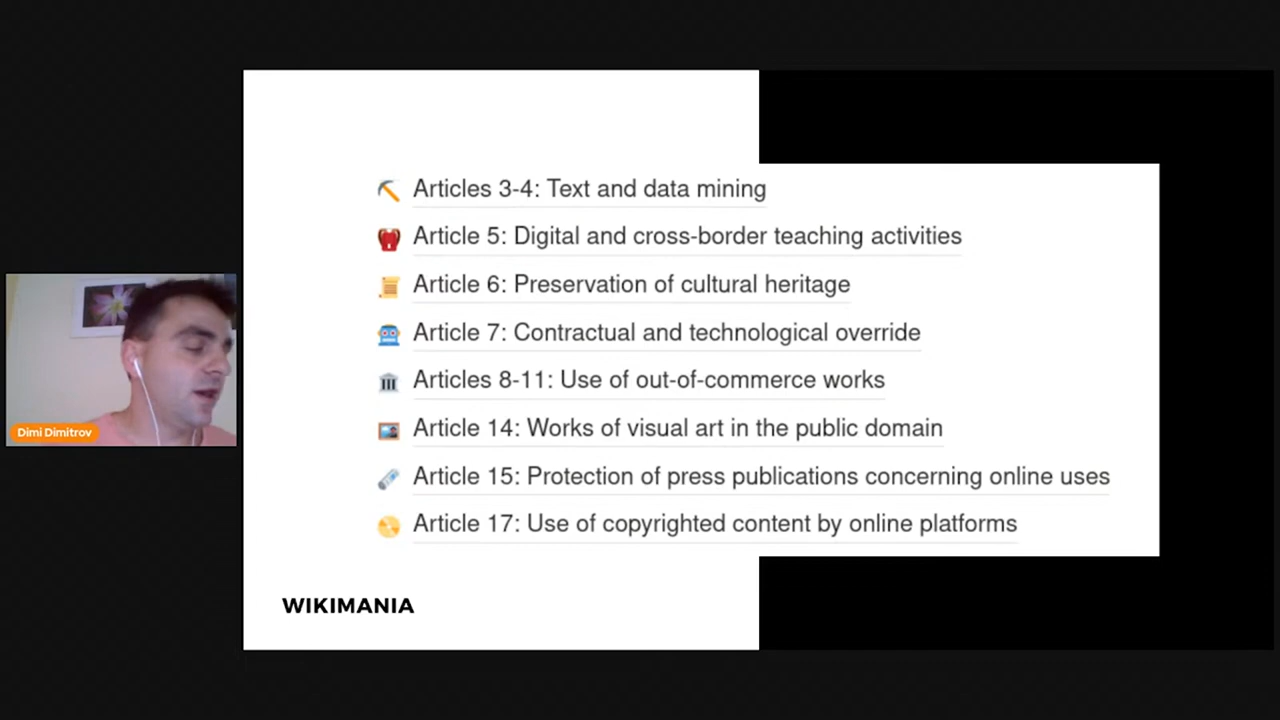 Articles 3-4: Text and data mining
Article 5: Digital and cross-border teaching activities
Article 6: Preservation of cultural heritage
Article 7: Contractual and technological override
Articles 8-11: Use of out-of-commerce works
Article 14: Works of visual art in the public domain
Article 15: Protection of press publications concerning online uses
Article 17: Use of copyrighted content by online platforms
Dimi Dimitrov
WIKIMANIA